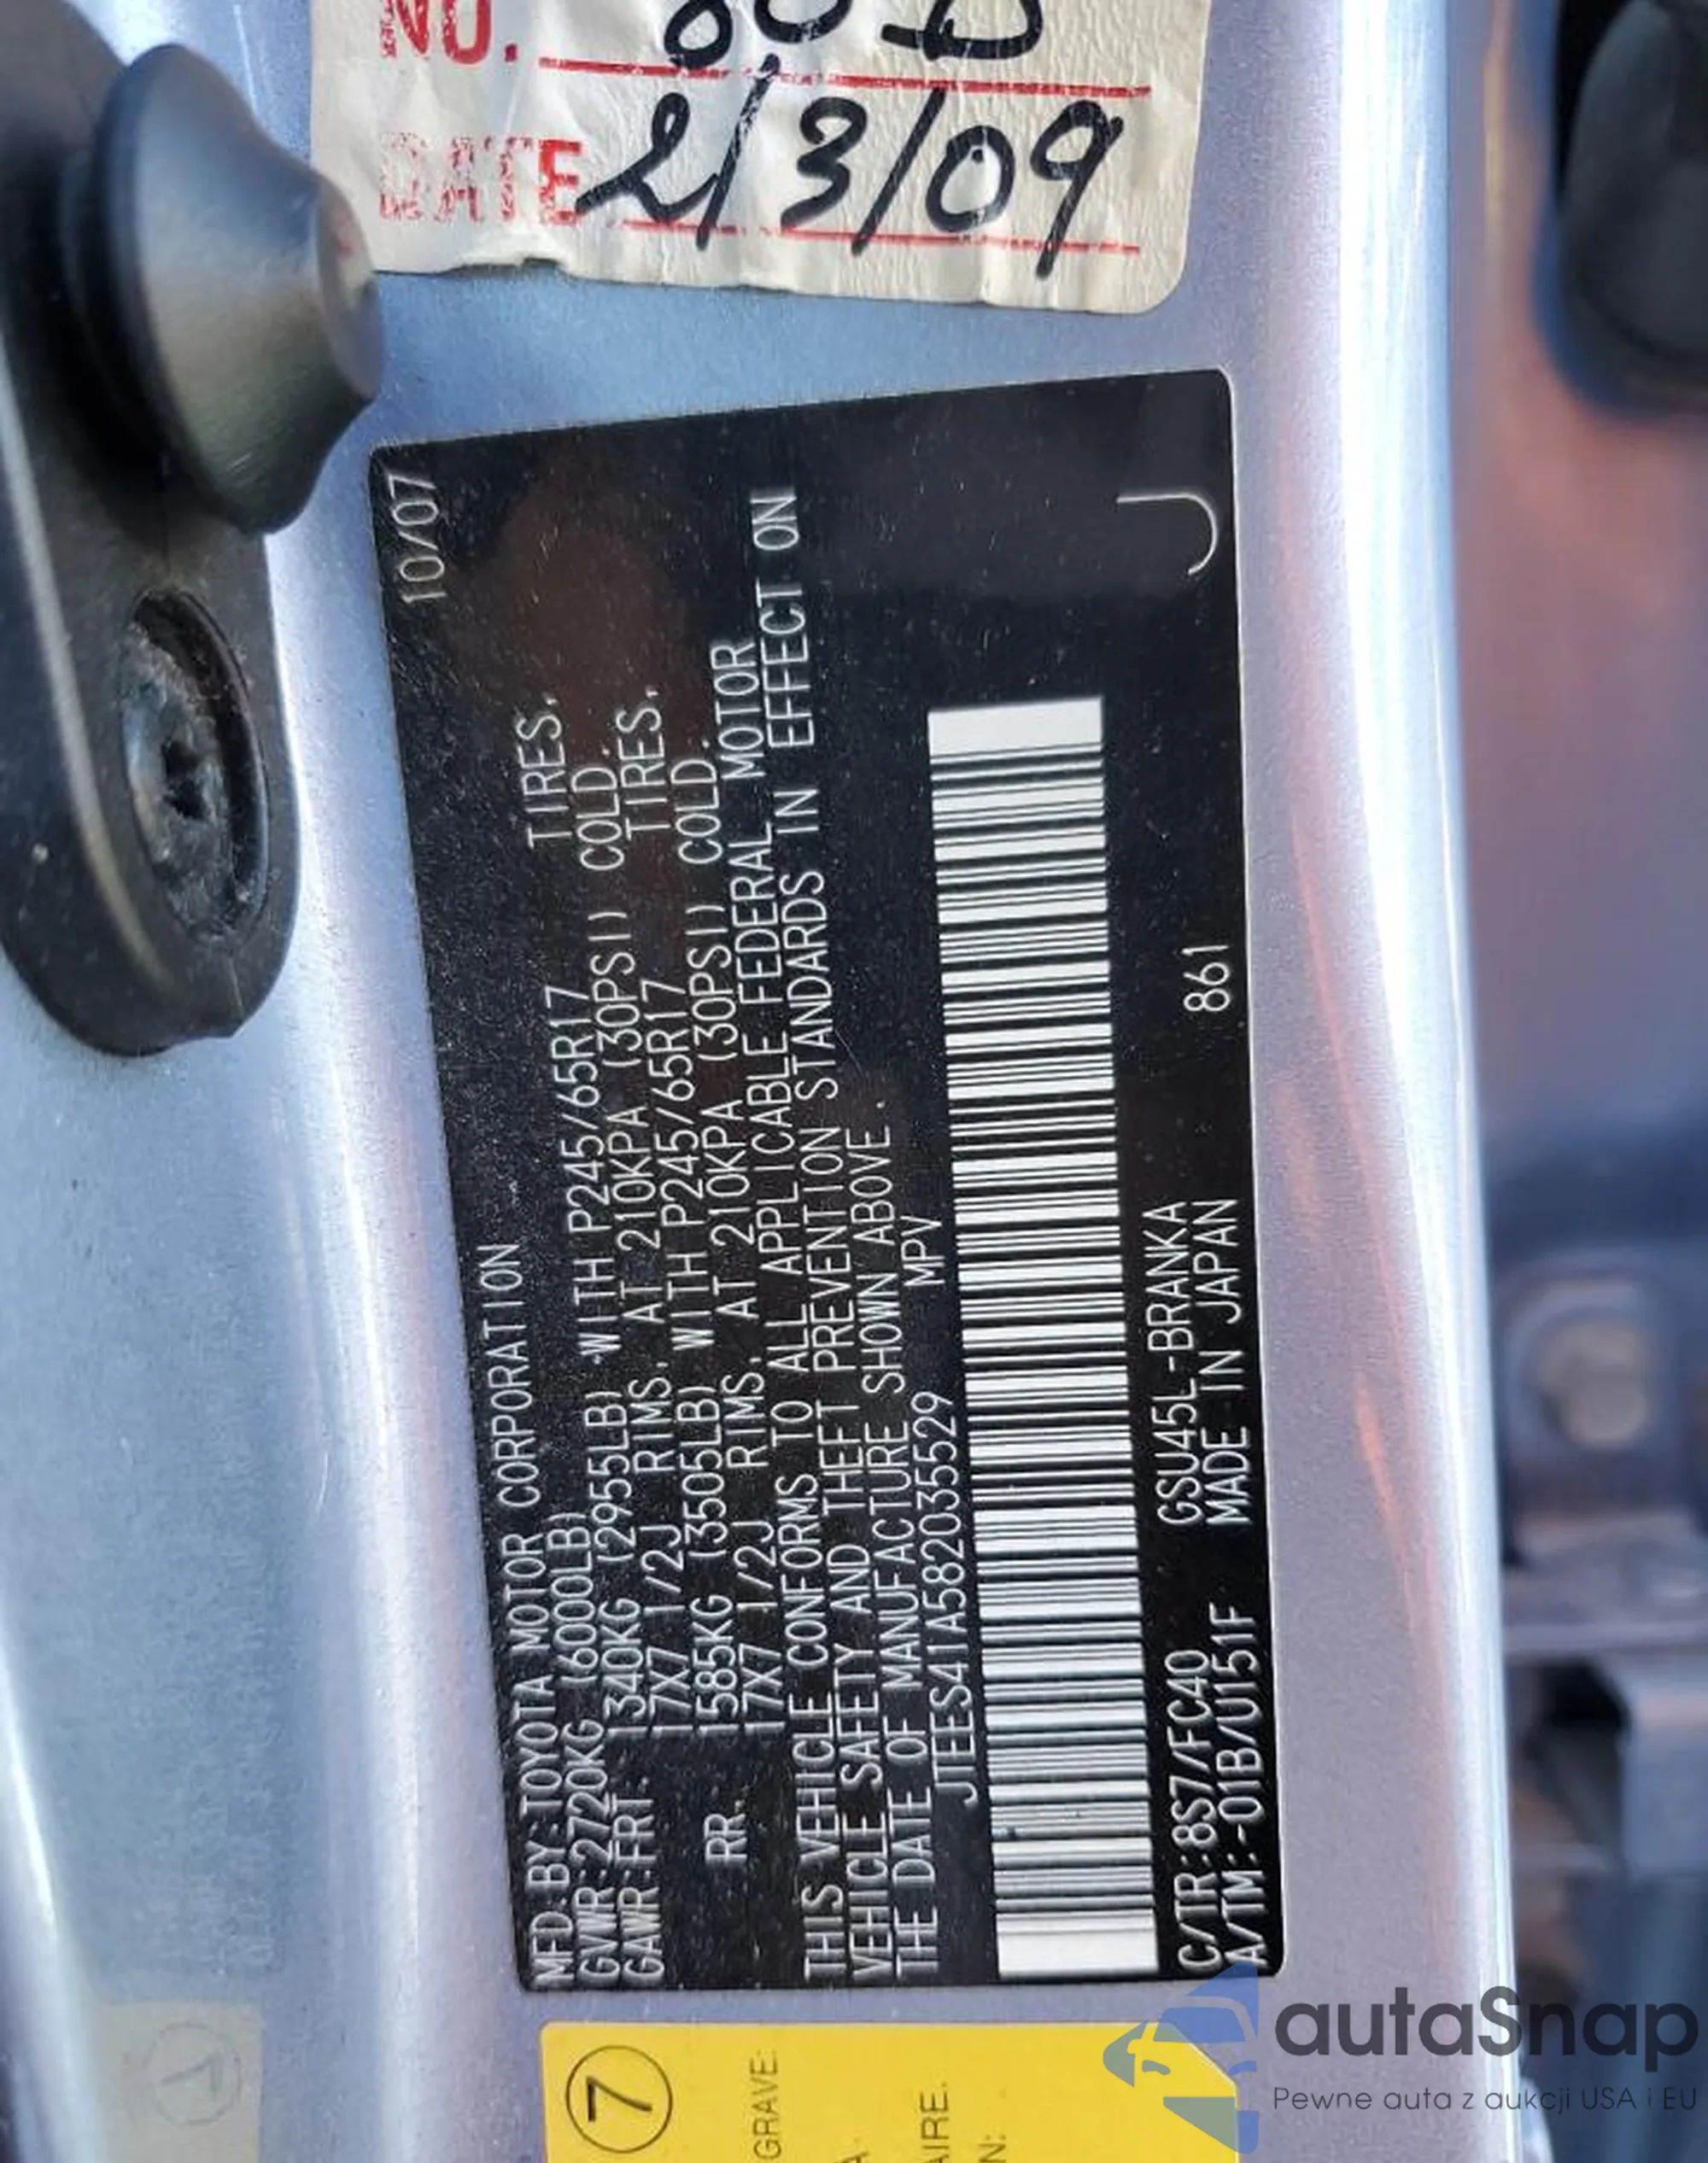 NO.
DATE 2/3/09
10/07
MFD.BY:TOYOTA MOTOR CORPORATION
GVWR:2720KG (6000LB)
GAWR:FRT. 1340KG (2955LB) WITH P245/65R17 TIRES,
17X7 1/2J RIMS, AT 210KPA (30PSI) COLD.
RR. 1585KG (3505LB) WITH P245/65R17 TIRES,
17X7 1/2J RIMS, AT 210KPA (30PSI) COLD.
THIS VEHICLE CONFORMS TO ALL APPLICABLE FEDERAL MOTOR
VEHICLE SAFETY AND THEFT PREVENTION STANDARDS IN EFFECT ON
THE DATE OF MANUFACTURE SHOWN ABOVE.
JTEES41A582035529 MPV
C/TR:8S7/FC40 GSU45L-BRANKA 861
A/TM:-01B/U151F MADE IN JAPAN
J
7
GRAVE:
AIRE.
N:
autaSnap
Pewne auta z aukcji USA i EU